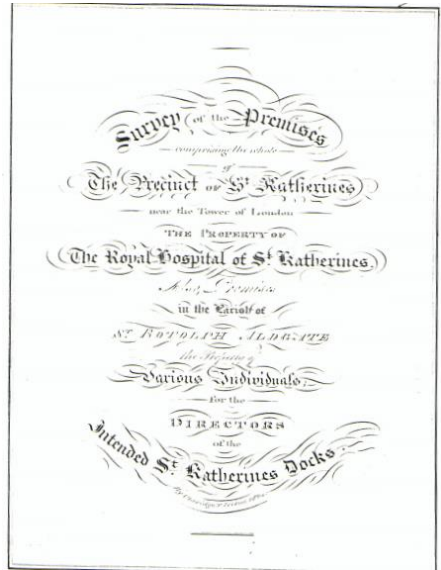 Survey of the Premises
comprising the whole
of
The Precinct of St Katherines
near the Tower of London
THE PROPERTY OF
The Royal Hospital of St Katherines.
Also, Premises
in the Parish of
ST BOTOLPH ALDGATE
the Property of
Various Individuals,
For the
DIRECTORS
of the
Intended St Katherines Docks.